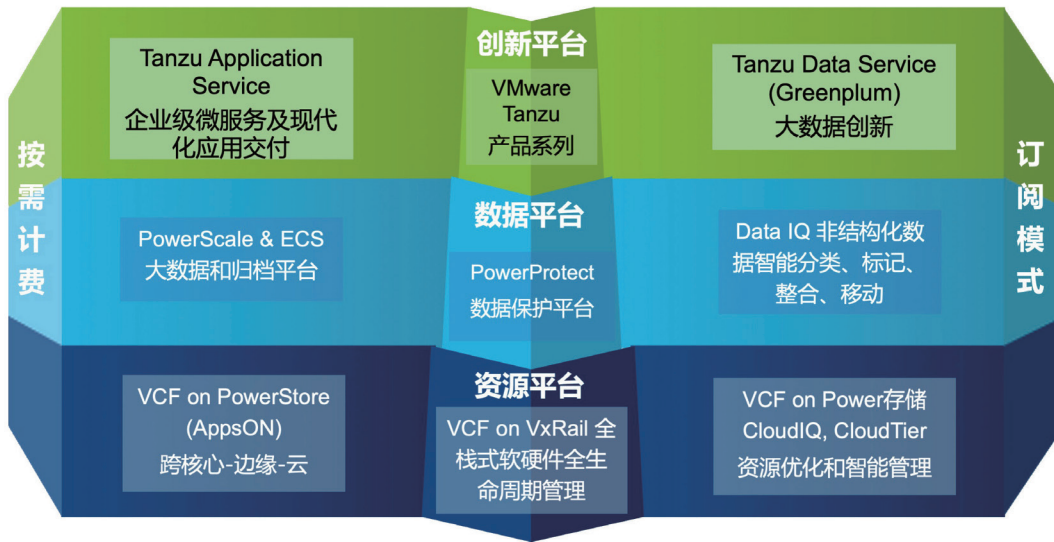 按
需
计
费
创新平台
Tanzu Application
Service
企业级微服务及现代
化应用交付
VMware
Tanzu
产品系列
Tanzu Data Service
(Greenplum)
大数据创新
数据平台
PowerScale & ECS
大数据和归档平台
PowerProtect
数据保护平台
Data IQ 非结构化数
据智能分类、标记、
整合、移动
资源平台
VCF on PowerStore
(AppsON)
跨核心-边缘-云
VCF on VxRail 全
栈式软硬件全生
命周期管理
VCF on Power存储
CloudIQ, CloudTier
资源优化和智能管理
订
阅
模
式